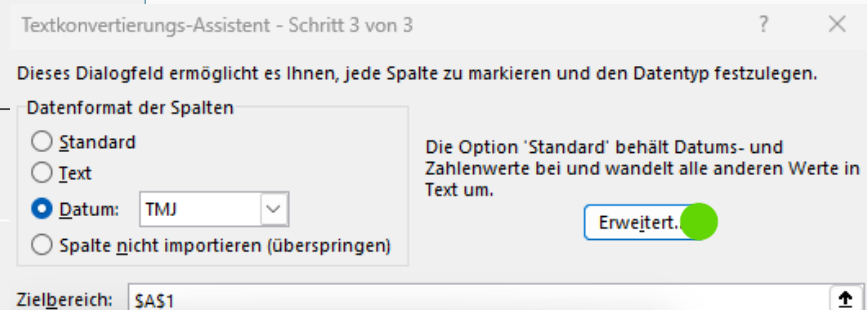 Textkonvertierungs-Assistent - Schritt 3 von 3 ?
Dieses Dialogfeld ermöglicht es Ihnen, jede Spalte zu markieren und den Datentyp festzulegen.
Datenformat der Spalten
Standard
Text
Datum: TMJ
Spalte nicht importieren (überspringen)
Die Option 'Standard' behält Datums- und
Zahlenwerte bei und wandelt alle anderen Werte in
Text um.
Erweitert..
Zielbereich: $A$1